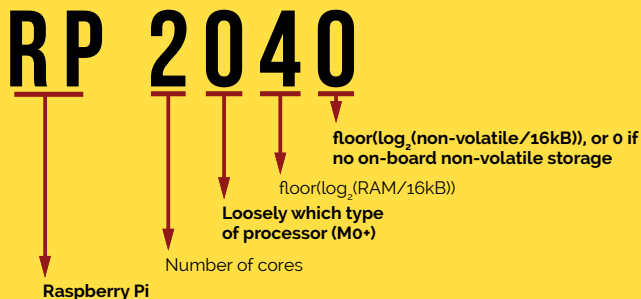 RP 2040
floor(log₂(non-volatile/16kB)), or 0 if
no on-board non-volatile storage
floor(log₂(RAM/16kB))
Loosely which type
of processor (M0+)
Number of cores
Raspberry Pi